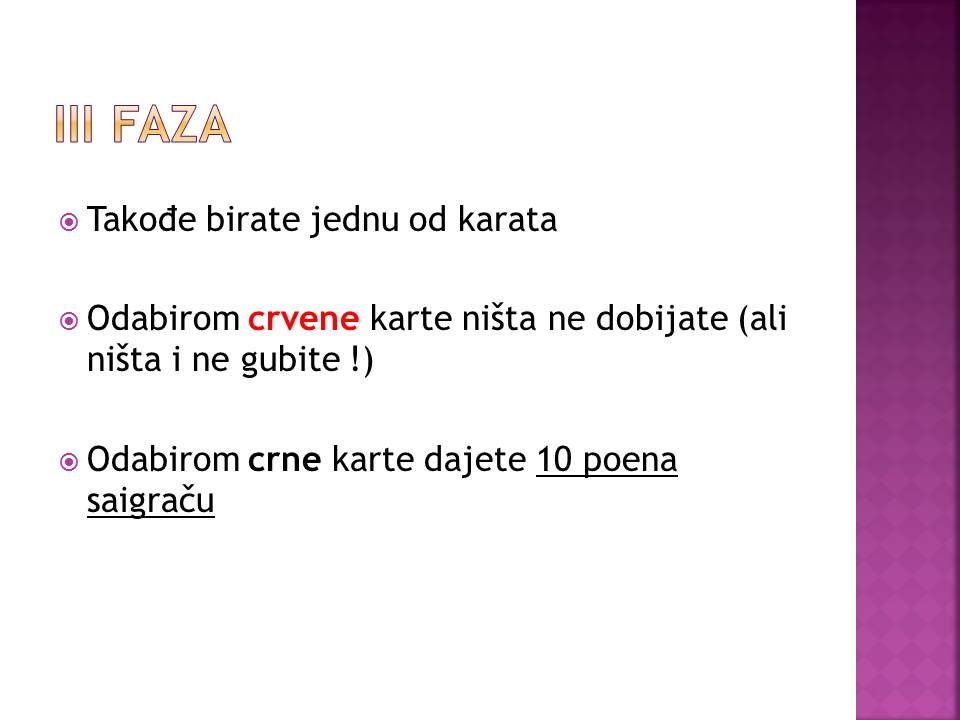 III FAZA
Takođe birate jednu od karata
Odabirom crvene karte ništa ne dobijate (ali
ništa i ne gubite !)
Odabirom crne karte dajete 10 poena
saigraču